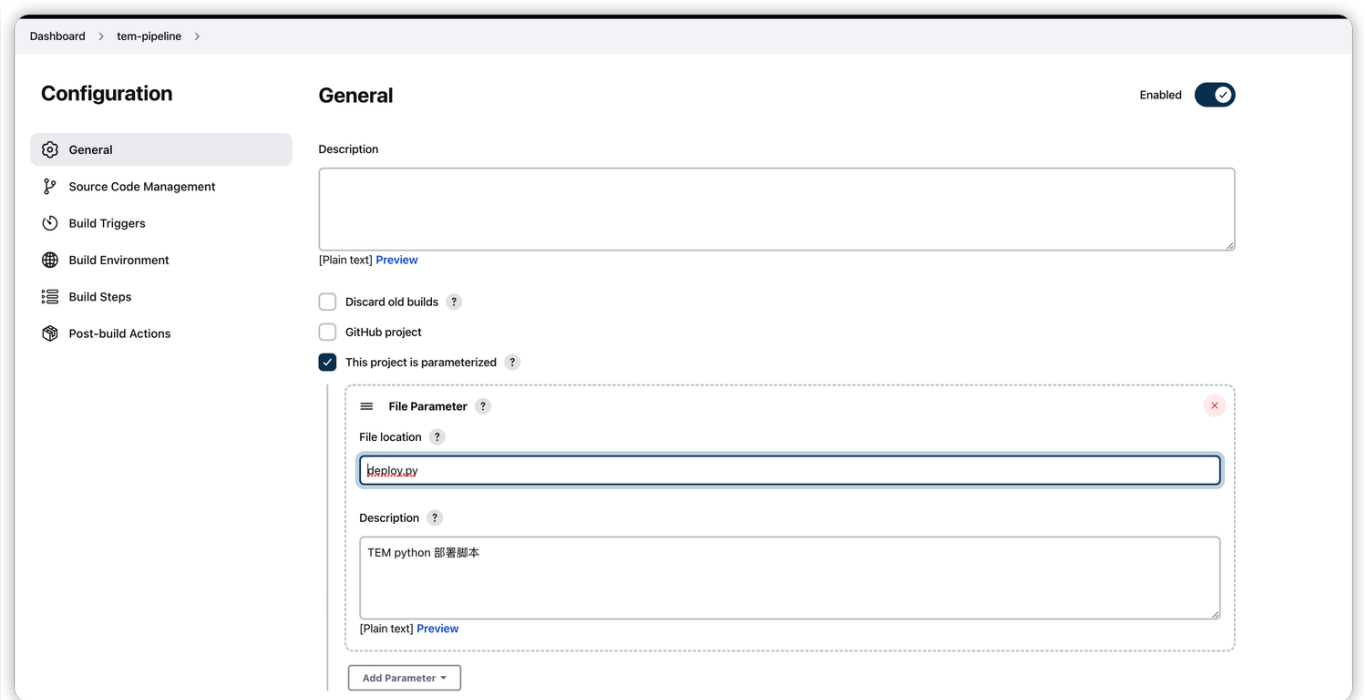 Dashboard > tem-pipeline >
Configuration
General
Source Code Management
Build Triggers
Build Environment
Build Steps
Post-build Actions
General
Enabled
Description
[Plain text] Preview
Discard old builds ?
GitHub project
This project is parameterized ?
File Parameter ?
File location ?
deploy.py
Description ?
TEM python 部署脚本
[Plain text] Preview
Add Parameter